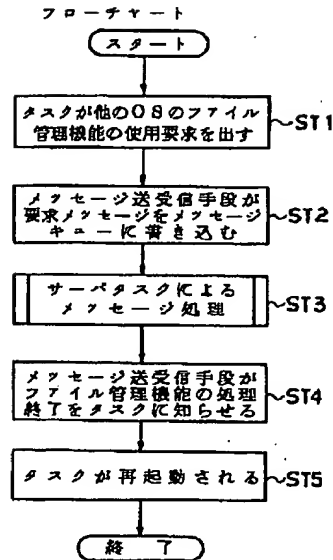 フローチャート
スタート
タスクが他のOSのファイル
管理機能の使用要求を出す
ST1
メッセージ送受信手段が
要求メッセージをメッセージ
キューに書き込む
ST2
サーバタスクによる
メッセージ処理
ST3
メッセージ送受信手段が
ファイル管理機能の処理
終了をタスクに知らせる
ST4
タスクが再起動される
ST5
終了